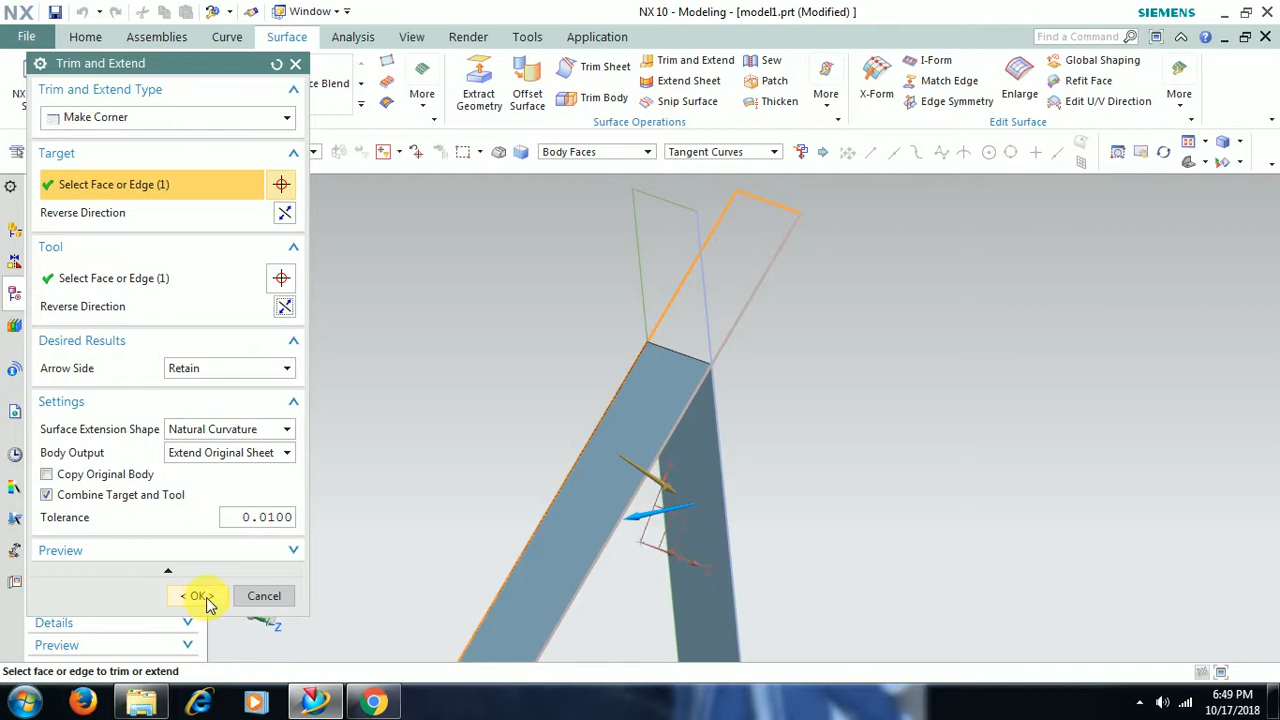 NX
Window
NX 10 - Modeling - [model1.prt (Modified) ]
SIEMENS
File
Home
Assemblies
Curve
Surface
Analysis
View
Render
Tools
Application
Find a Command
Trim and Extend
Trim and Extend Type
Make Corner
Target
Select Face or Edge (1)
Reverse Direction
Tool
Select Face or Edge (1)
Reverse Direction
Desired Results
Arrow Side
Retain
Settings
Surface Extension Shape
Natural Curvature
Body Output
Extend Original Sheet
Copy Original Body
Combine Target and Tool
Tolerance
0.0100
Preview
< OK >
Cancel
Details
Preview
ce Blend
More
Extract
Geometry
Offset
Surface
Trim Sheet
Trim Body
Trim and Extend
Extend Sheet
Snip Surface
Sew
Patch
Thicken
More
Surface Operations
X-Form
I-Form
Match Edge
Edge Symmetry
Enlarge
Global Shaping
Refit Face
Edit U/V Direction
More
Edit Surface
Body Faces
Tangent Curves
Z
Select face or edge to trim or extend
6:49 PM
10/17/2018